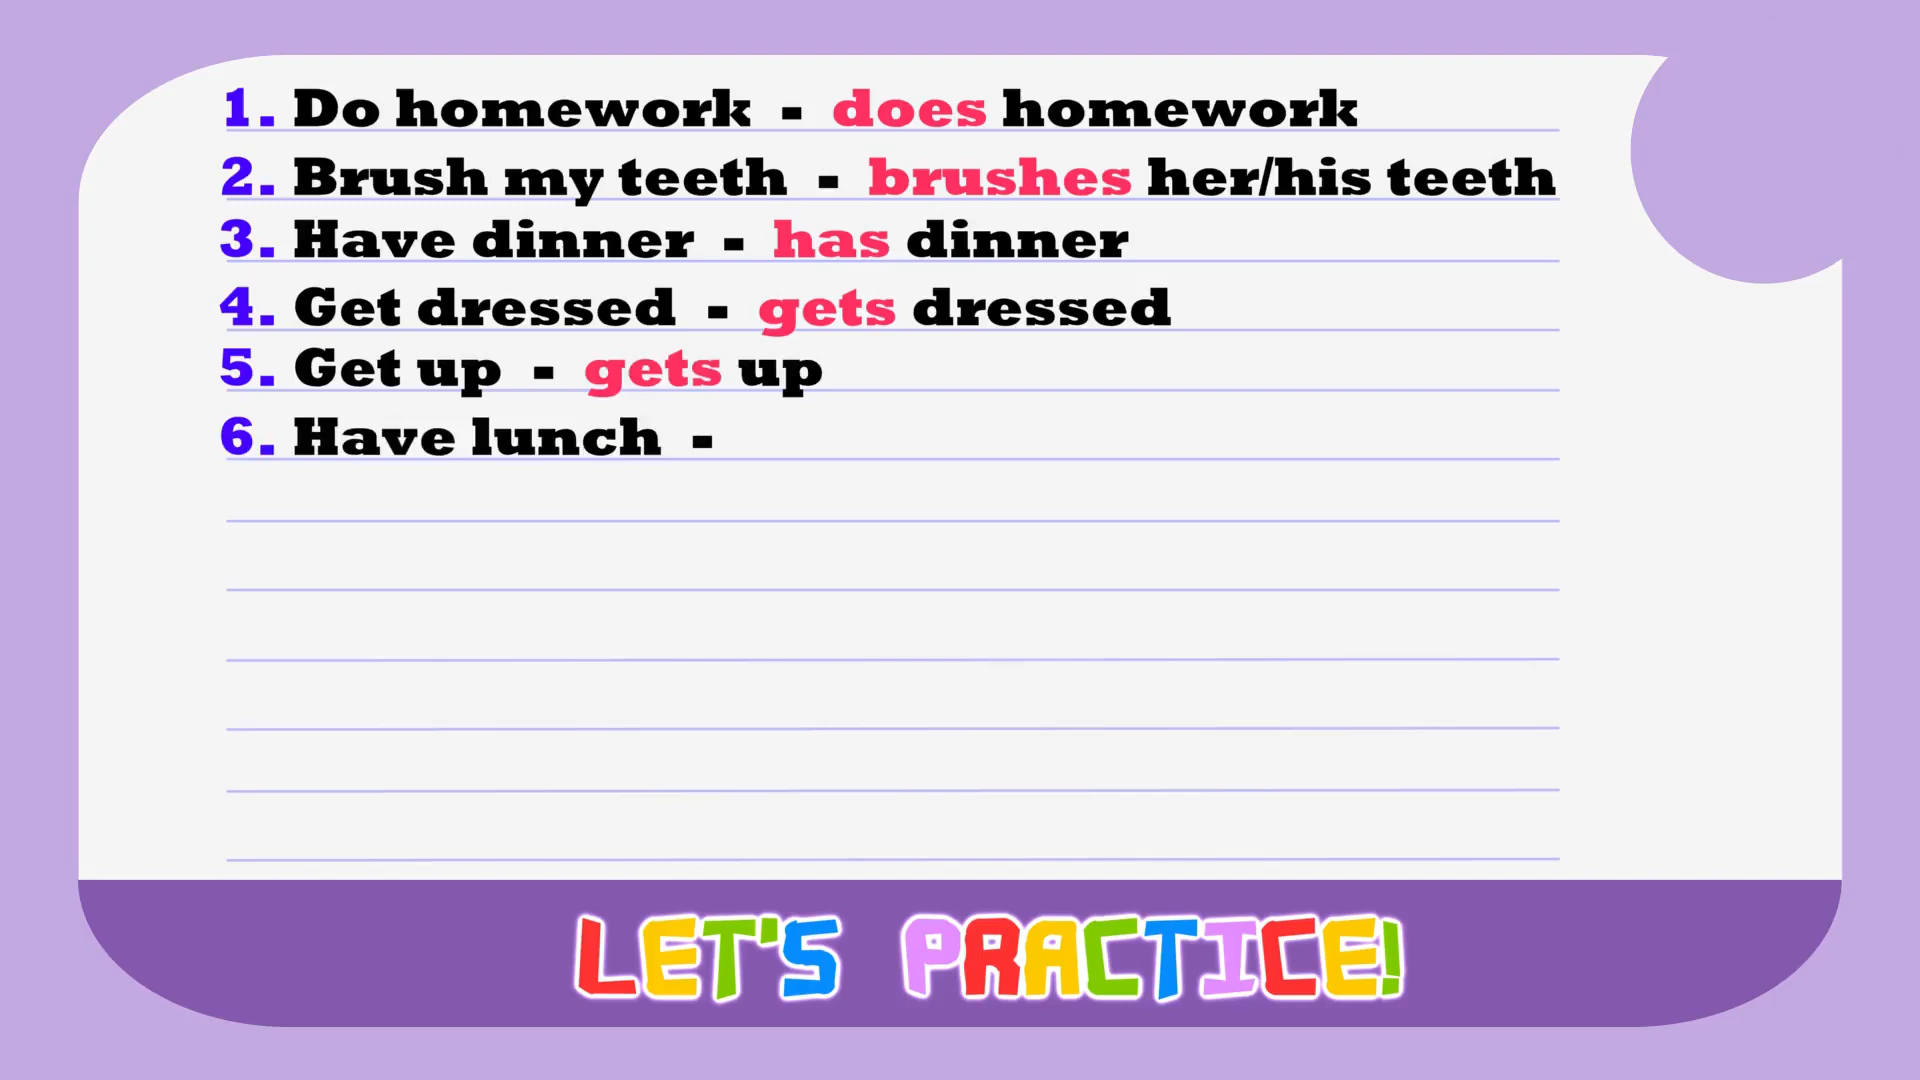 1. Do homework - does homework
2. Brush my teeth - brushes her/his teeth
3. Have dinner - has dinner
4. Get dressed - gets dressed
5. Get up - gets up
6. Have lunch -
LET'S PRACTICE!